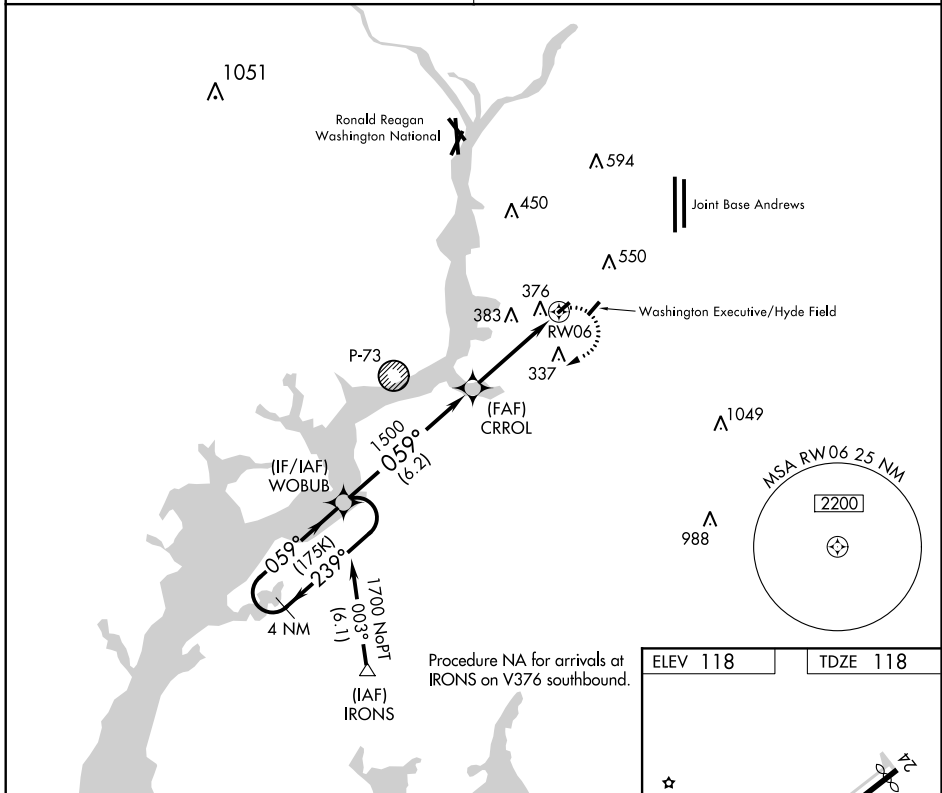 1051
Ronald Reagan
Washington National
594
450
Joint Base Andrews
550
376
383
Washington Executive/Hyde Field
RW06
337
P-73
(FAF)
CRROL
1500
059°
(6.2)
1049
(IF/IAF)
WOBUB
MSA RW06 25 NM
2200
988
059°
(175K)
239°
4 NM
1700 NoPT
003°
(6.1)
(IAF)
IRONS
Procedure NA for arrivals at
IRONS on V376 southbound.
ELEV 118
TDZE 118
24